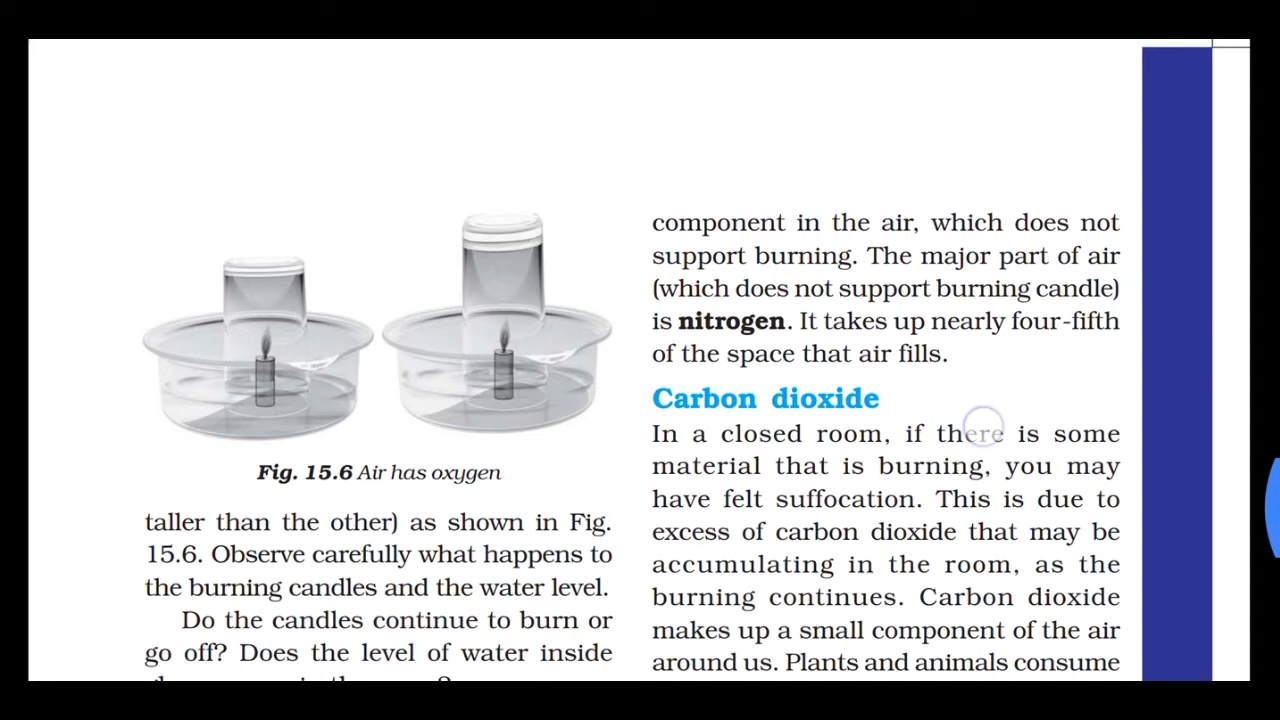 Fig. 15.6 Air has oxygen
taller than the other) as shown in Fig.
15.6. Observe carefully what happens to
the burning candles and the water level.
Do the candles continue to burn or
go off? Does the level of water inside
component in the air, which does not
support burning. The major part of air
(which does not support burning candle)
is nitrogen. It takes up nearly four-fifth
of the space that air fills.
Carbon dioxide
In a closed room, if there is some
material that is burning, you may
have felt suffocation. This is due to
excess of carbon dioxide that may be
accumulating in the room, as the
burning continues. Carbon dioxide
makes up a small component of the air
around us. Plants and animals consume